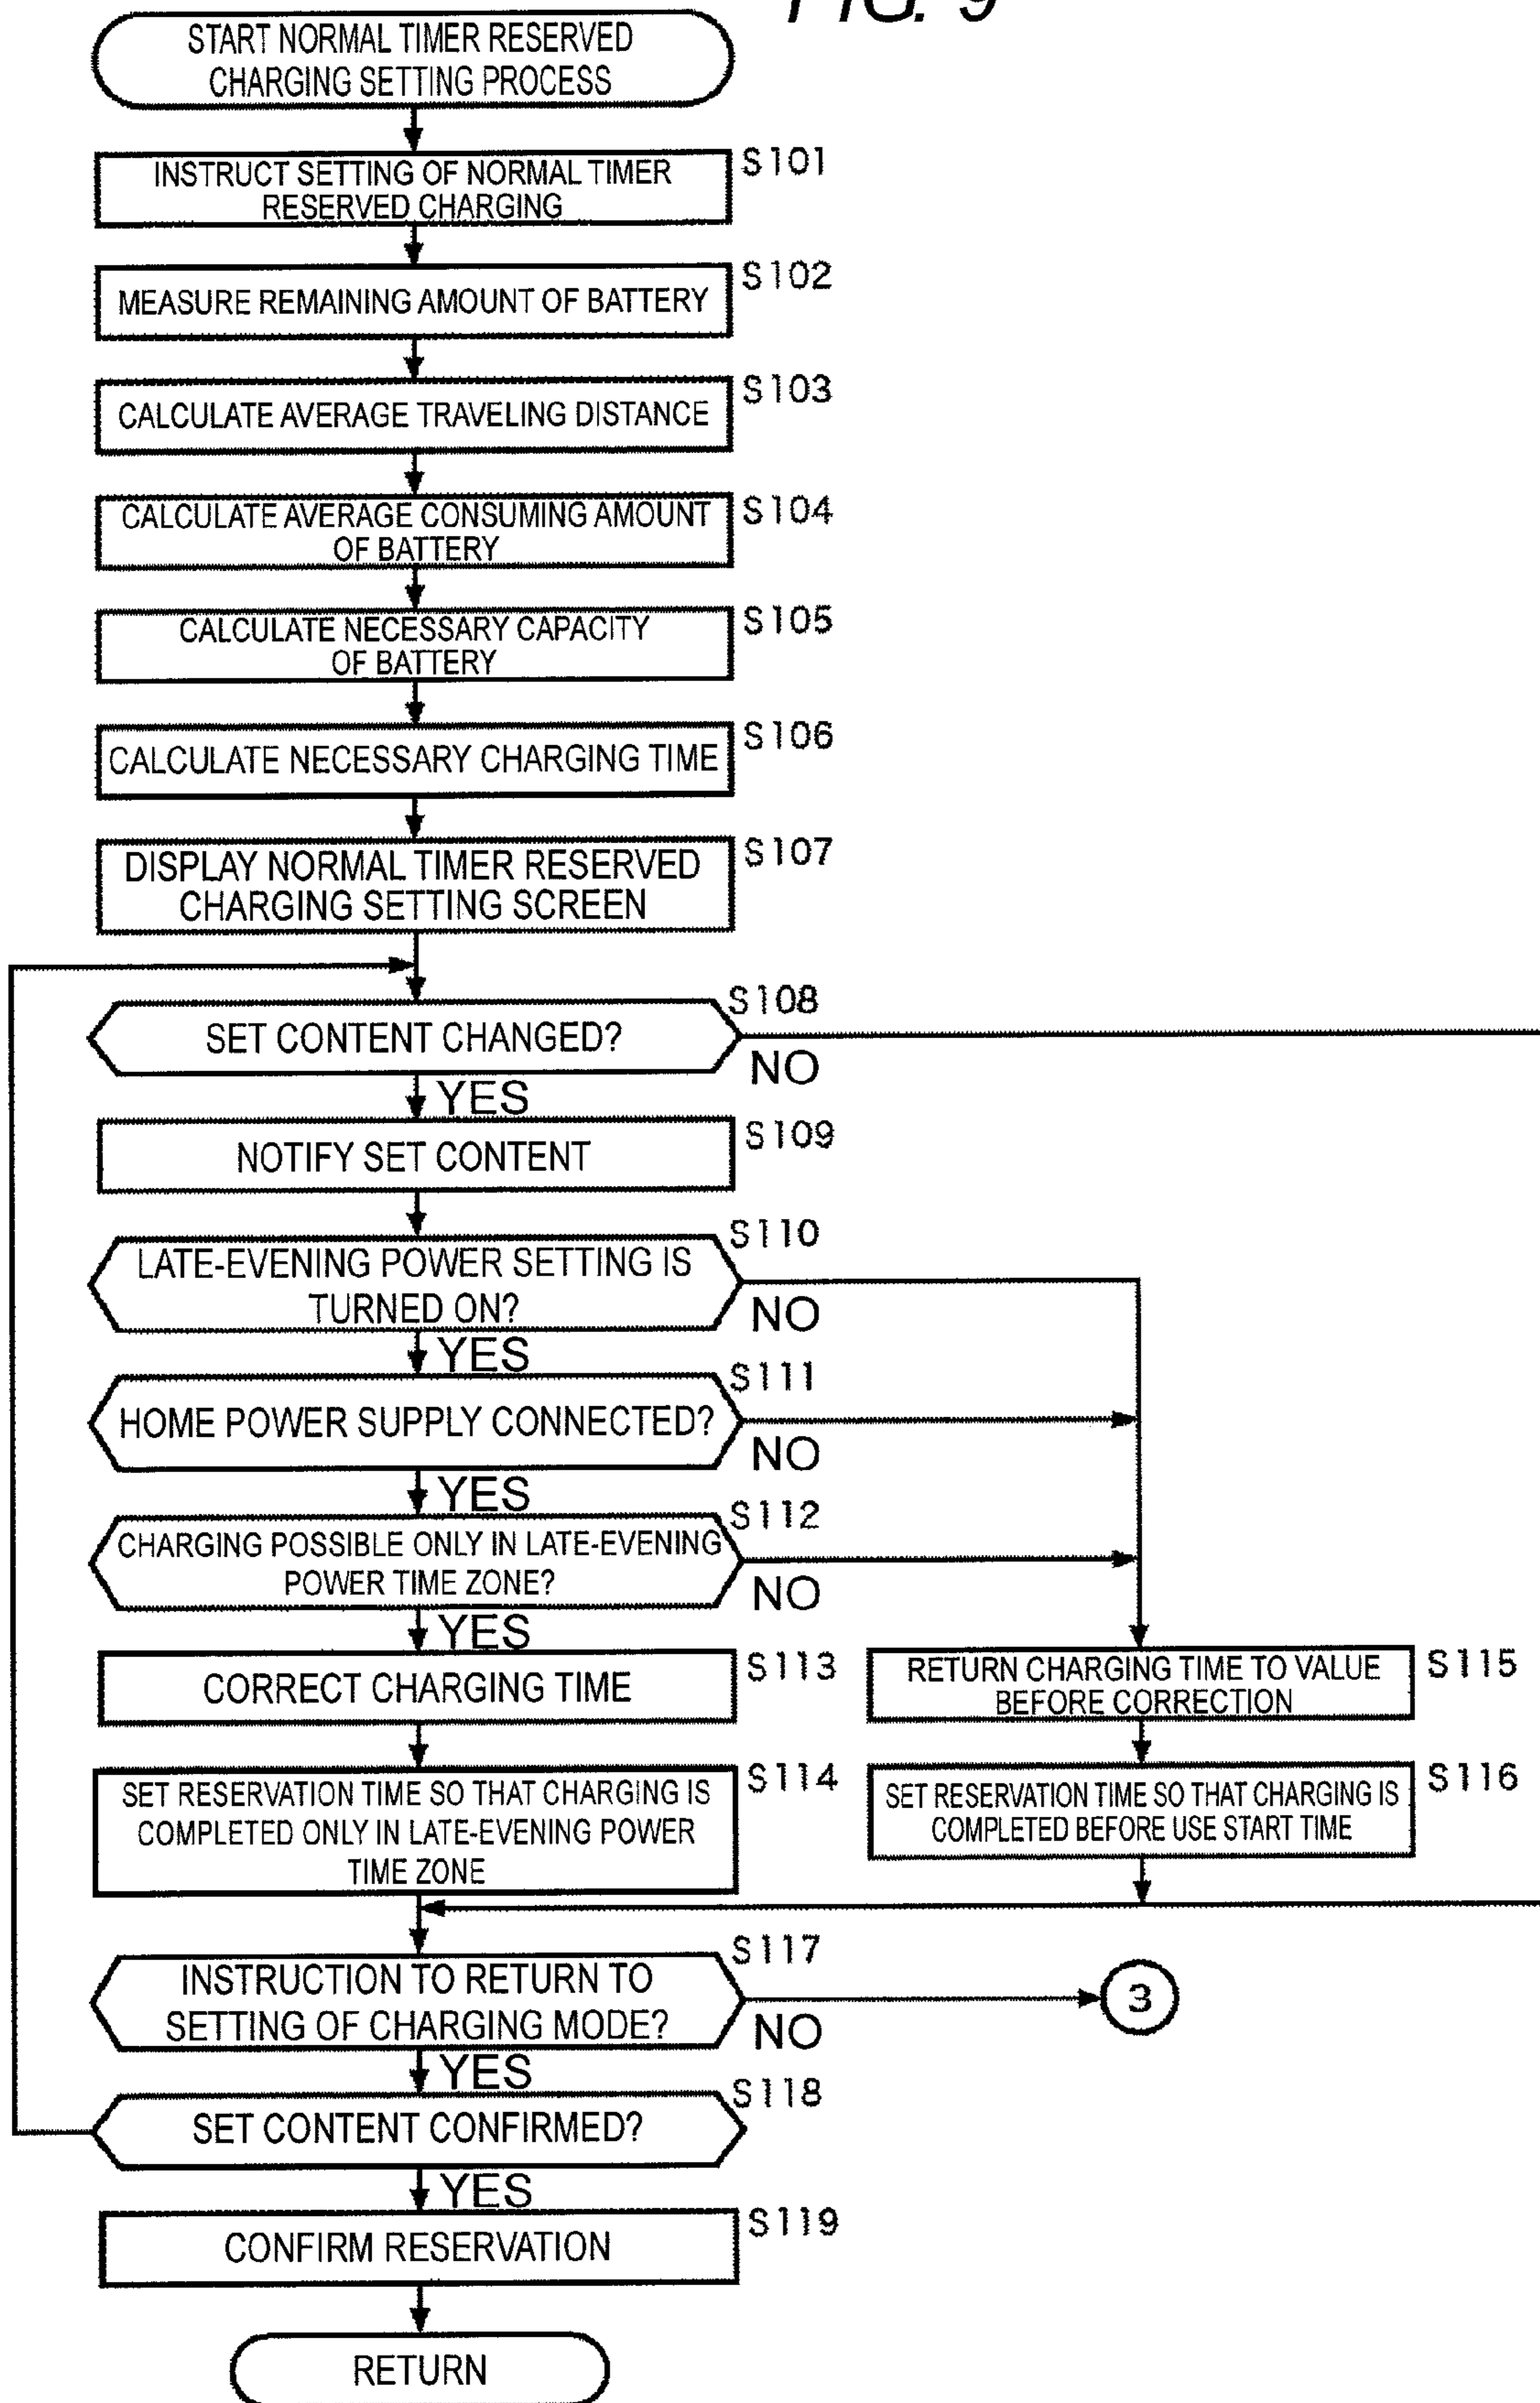 FIG. 9
START NORMAL TIMER RESERVED
CHARGING SETTING PROCESS
S101
INSTRUCT SETTING OF NORMAL TIMER
RESERVED CHARGING
S102
MEASURE REMAINING AMOUNT OF BATTERY
S103
CALCULATE AVERAGE TRAVELING DISTANCE
S104
CALCULATE AVERAGE CONSUMING AMOUNT
OF BATTERY
S105
CALCULATE NECESSARY CAPACITY
OF BATTERY
S106
CALCULATE NECESSARY CHARGING TIME
S107
DISPLAY NORMAL TIMER RESERVED
CHARGING SETTING SCREEN
S108
SET CONTENT CHANGED?
NO
YES
S109
NOTIFY SET CONTENT
S110
LATE-EVENING POWER SETTING IS
TURNED ON?
NO
YES
S111
HOME POWER SUPPLY CONNECTED?
NO
YES
S112
CHARGING POSSIBLE ONLY IN LATE-EVENING
POWER TIME ZONE?
NO
YES
S113
CORRECT CHARGING TIME
S115
RETURN CHARGING TIME TO VALUE
BEFORE CORRECTION
S114
SET RESERVATION TIME SO THAT CHARGING IS
COMPLETED ONLY IN LATE-EVENING POWER
TIME ZONE
S116
SET RESERVATION TIME SO THAT CHARGING IS
COMPLETED BEFORE USE START TIME
S117
INSTRUCTION TO RETURN TO
SETTING OF CHARGING MODE?
NO
3
YES
S118
SET CONTENT CONFIRMED?
YES
S119
CONFIRM RESERVATION
RETURN